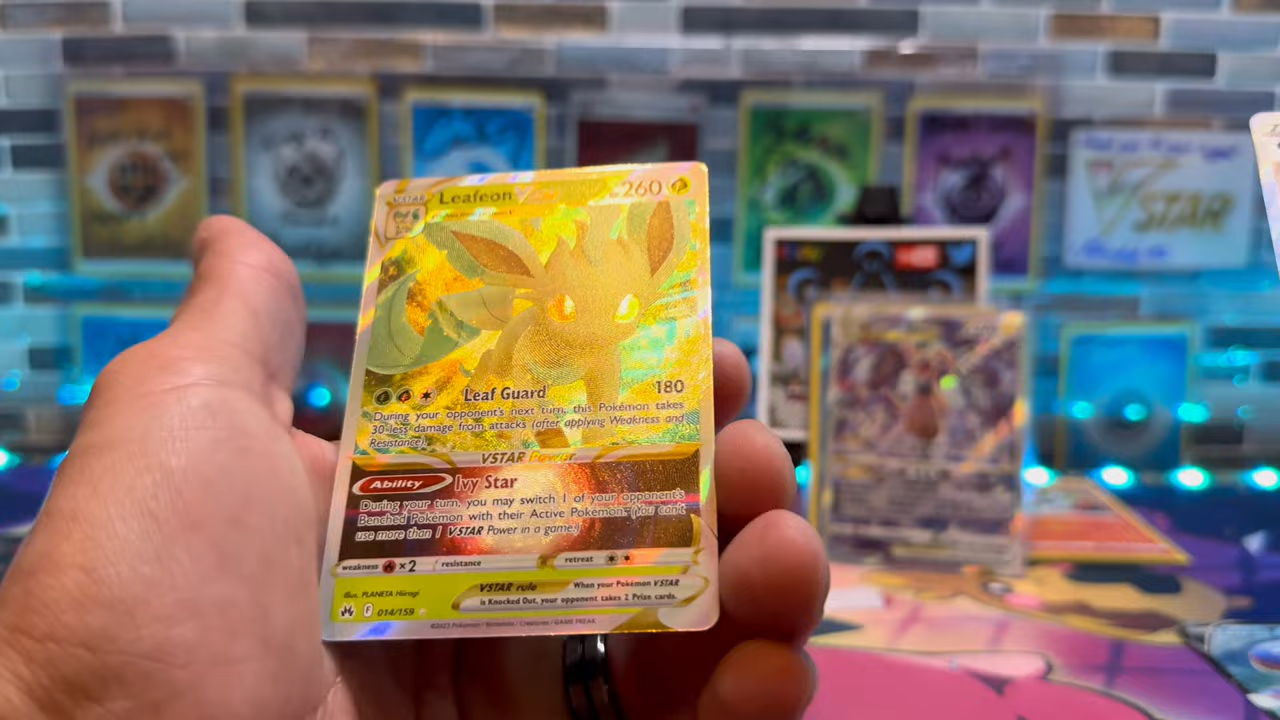 VSTAR Leafeon 260
Leaf Guard 180
During your opponent's next turn, this Pokémon takes
30 less damage from attacks (after applying Weakness and
Resistance).
VSTAR Power
Ability Ivy Star
During your turn, you may switch 1 of your opponent's
Benched Pokémon with their Active Pokémon. (You can't
use more than 1 VSTAR Power in a game.)
weakness ×2 resistance retreat
VSTAR rule When your Pokémon VSTAR
is Knocked Out, your opponent takes 2 Prize cards.
Illus. PLANETA Hiiragi
F 014/159
©2023 Pokémon / Nintendo / Creatures / GAME FREAK
STAR